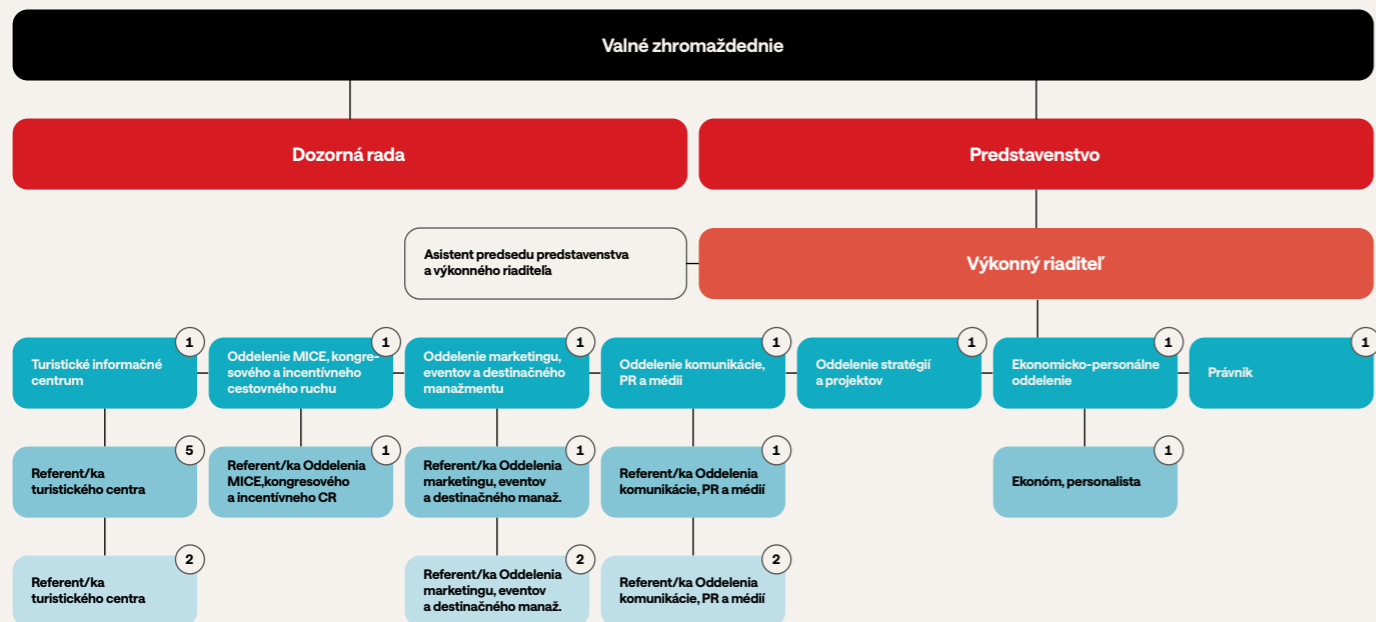 Valné zhromaždednie
Dozorná rada
Predstavenstvo
Asistent predsedu predstavenstva
a výkonného riaditeľa
Výkonný riaditeľ
1
Turistické informačné
centrum
1
Oddelenie MICE, kongre-
sového a incentívneho
cestovného ruchu
1
Oddelenie marketingu,
eventov a destinačného
manažmentu
1
Oddelenie komunikácie,
PR a médii
1
Oddelenie stratégií
a projektov
1
Ekonomicko-personálne
oddelenie
1
Právnik
5
Referent/ka
turistického centra
1
Referent/ka Oddelenia
MICE,kongresového
a incentívneho CR
1
Referent/ka Oddelenia
marketingu, eventov
a destinačného manaž.
1
Referent/ka Oddelenia
komunikácie, PR a médií
1
Ekonóm, personalista
2
Referent/ka
turistického centra
2
Referent/ka Oddelenia
marketingu, eventov
a destinačného manaž.
2
Referent/ka Oddelenia
komunikácie, PR a médií